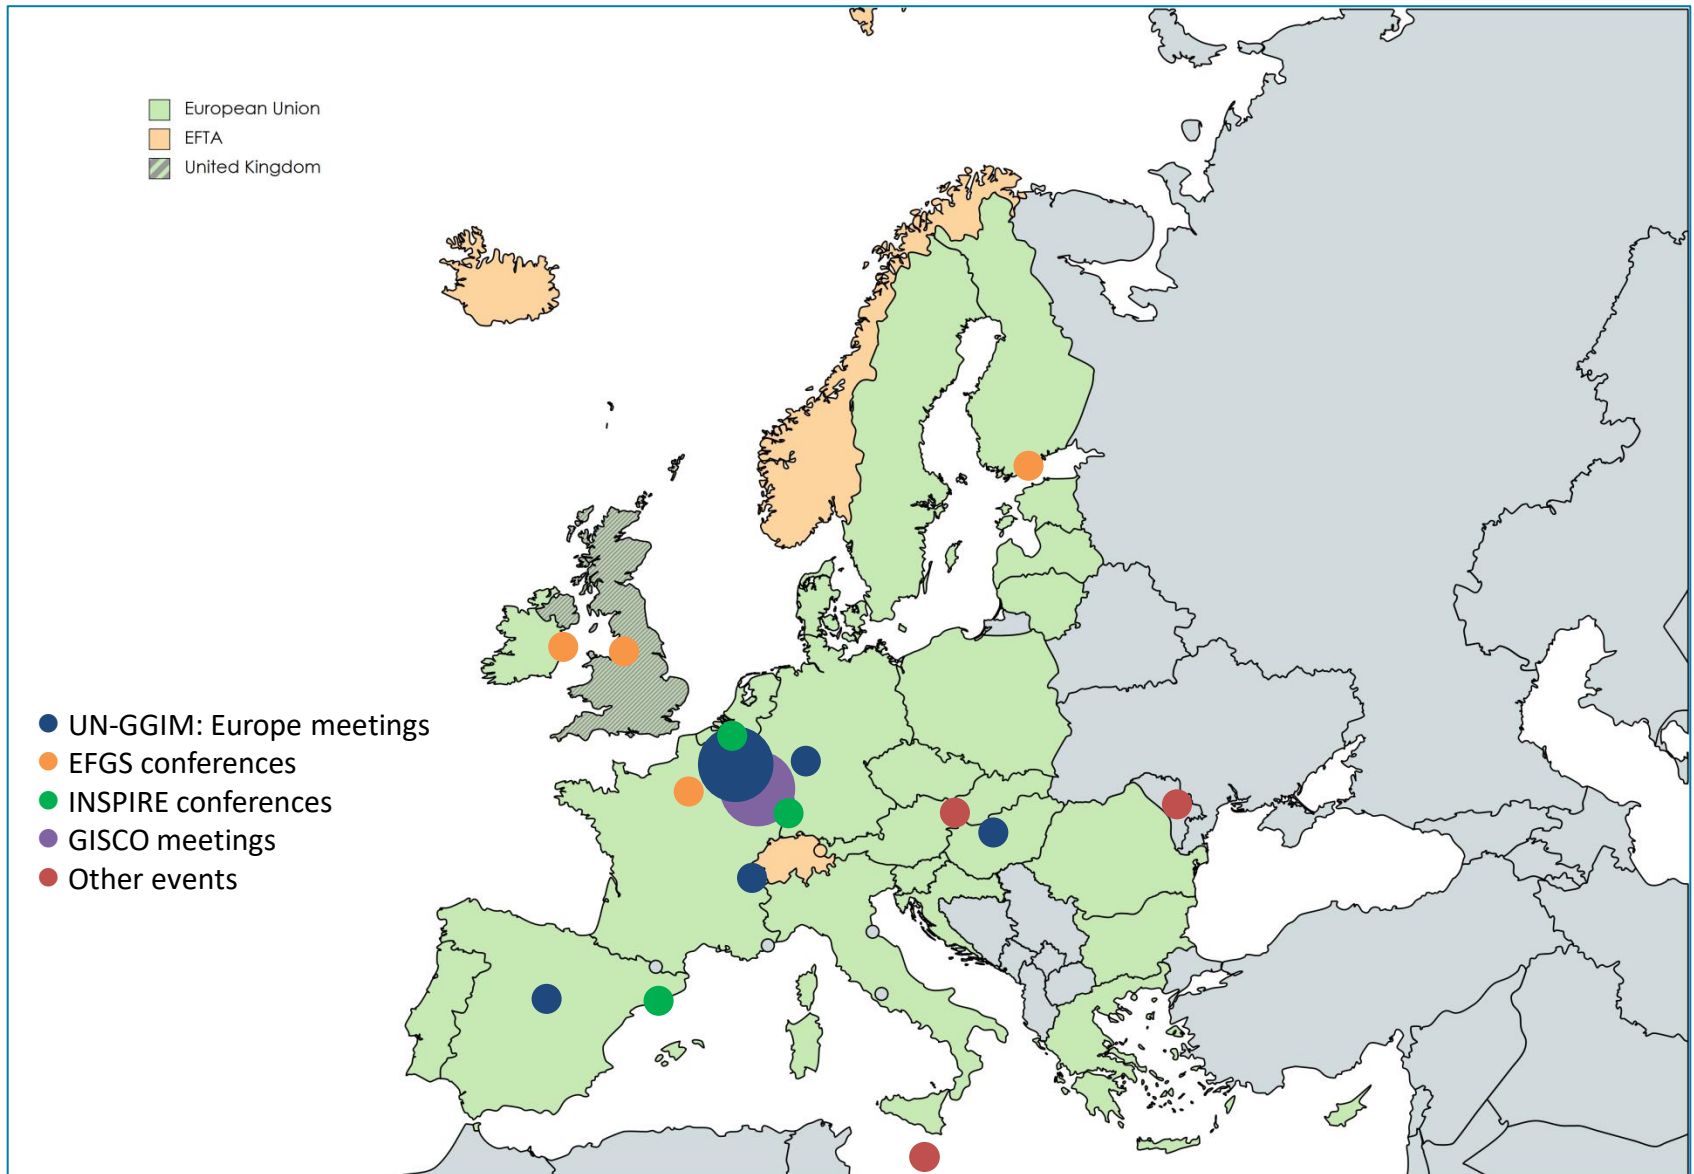 European Union
EFTA
United Kingdom
UN-GGIM: Europe meetings
EFGS conferences
INSPIRE conferences
GISCO meetings
Other events